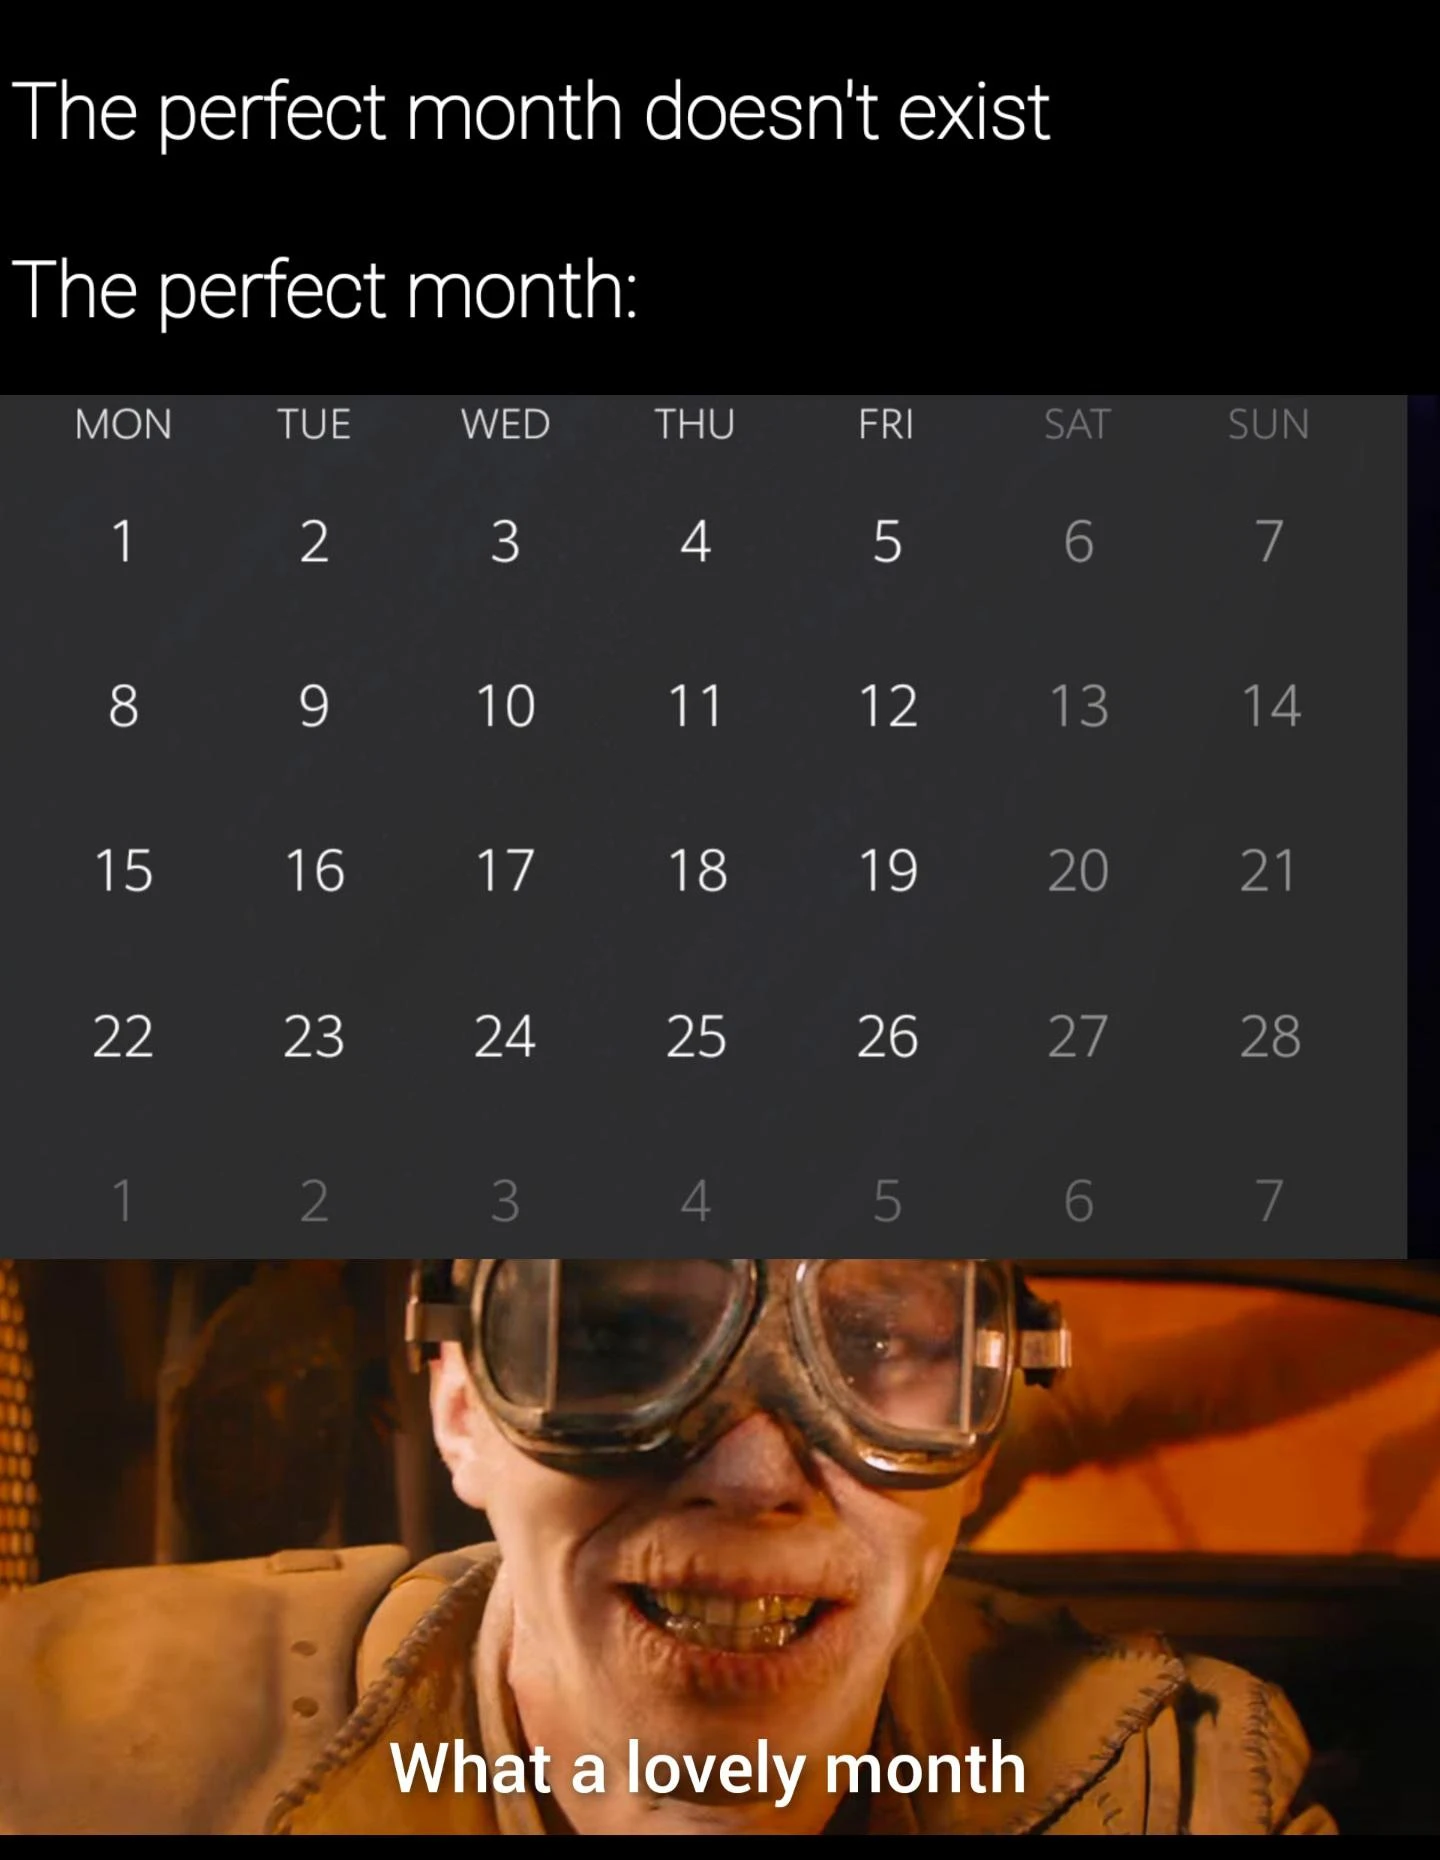 The perfect month doesn't exist
The perfect month:
MON TUE WED THU FRI SAT SUN
1 2 3 4 5 6 7
8 9 10 11 12 13 14
15 16 17 18 19 20 21
22 23 24 25 26 27 28
1 2 3 4 5 6 7
What a lovely month